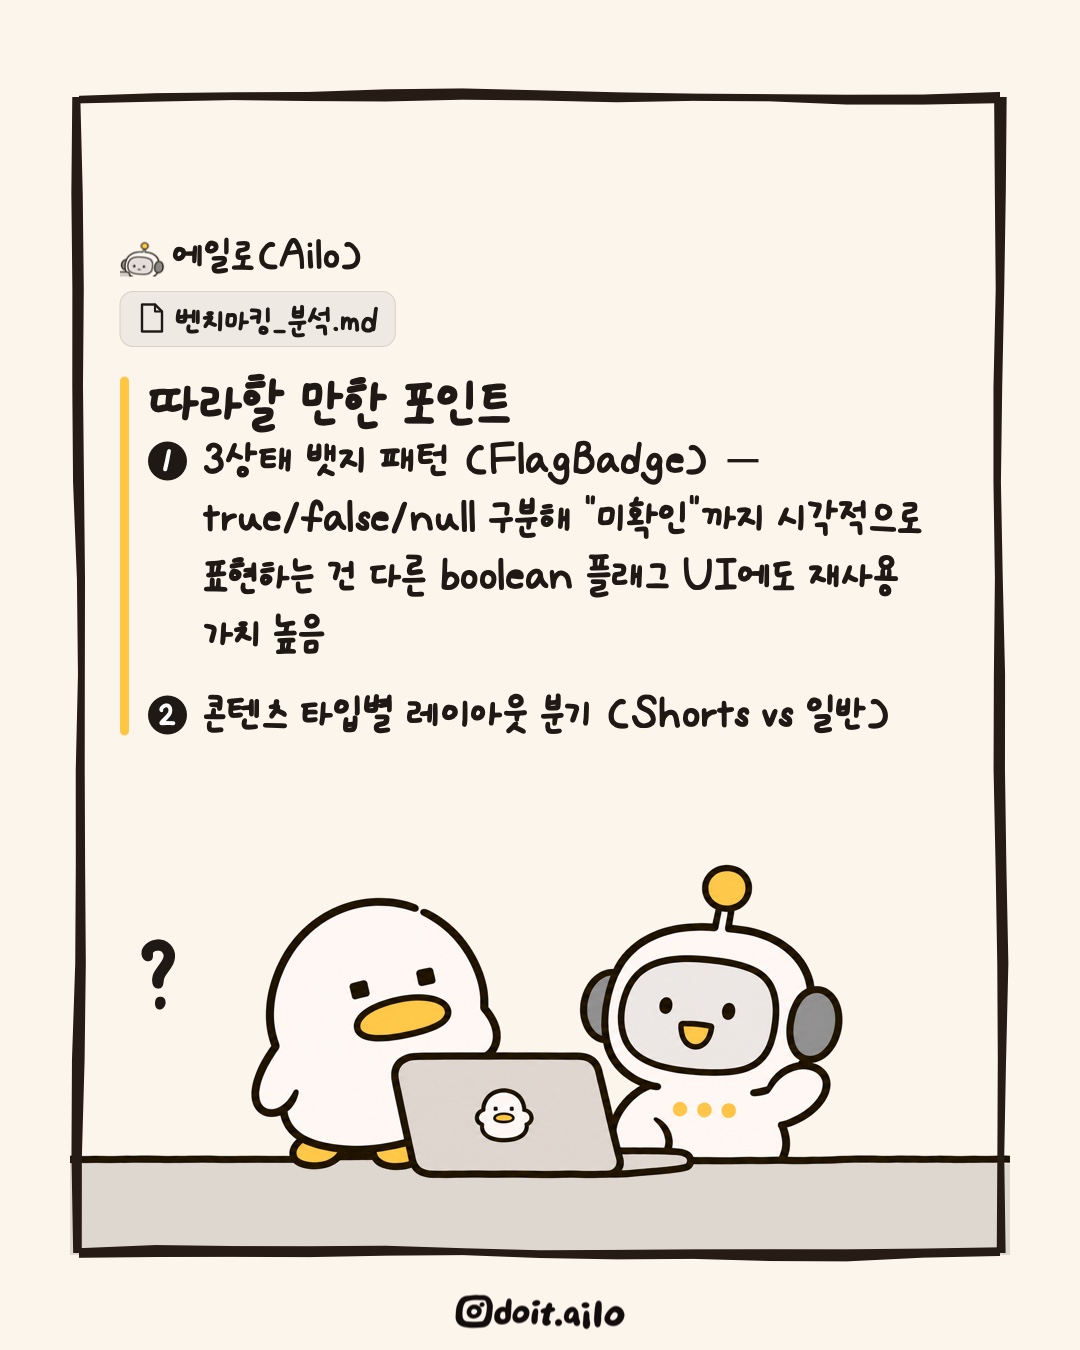 에일로(Ailo)
벤치마킹_분석.md
따라할 만한 포인트
1 3상태 뱃지 패턴 (FlagBadge) —
true/false/null 구분해 "미확인"까지 시각적으로
표현하는 건 다른 boolean 플래그 UI에도 재사용
가치 높음
2 콘텐츠 타입별 레이아웃 분기 (Shorts vs 일반)
?
doit.ailo